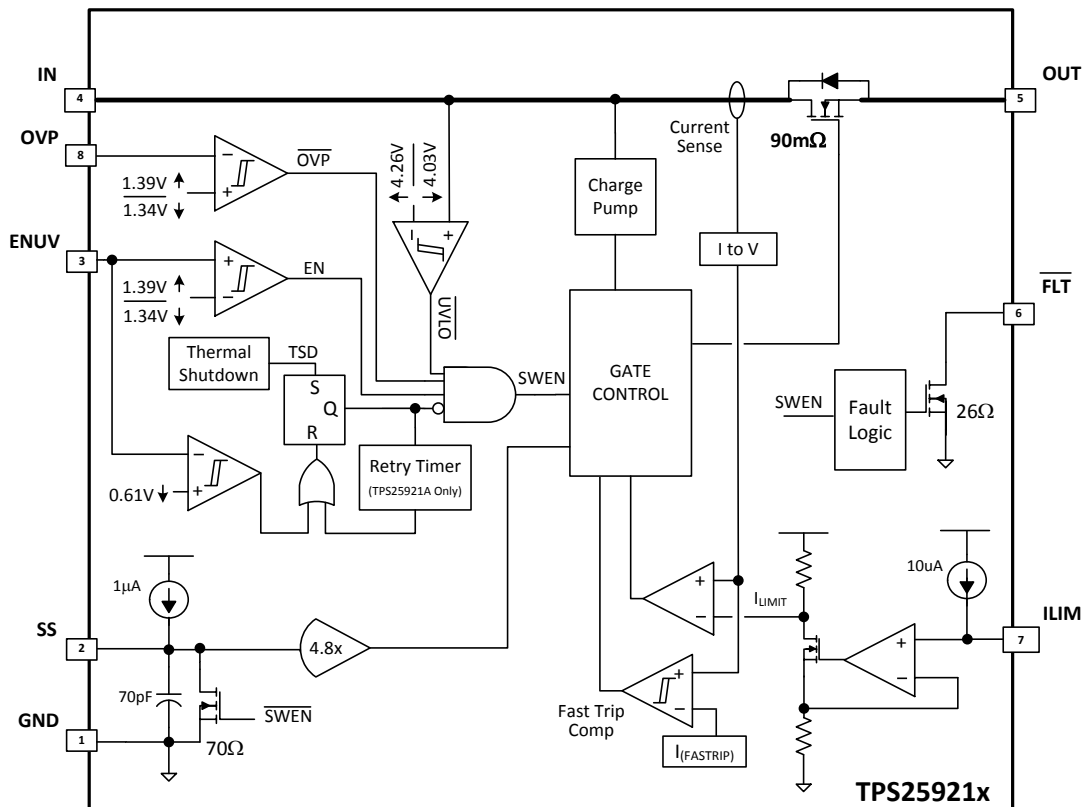 IN
4
OUT
5
Current
Sense
90mΩ
OVP
8
OVP
−
+
1.39V
1.34V
4.26V
4.03V
−
+
Charge
Pump
I to V
ENUV
3
EN
+
−
1.39V
1.34V
UVLO
FLT
6
Thermal
Shutdown
TSD
S
Q
R
SWEN
GATE
CONTROL
SWEN
Fault
Logic
26Ω
−
+
0.61V
Retry Timer
(TPS25921A Only)
1µA
10uA
+
−
ILIMIT
ILIM
7
+
−
SS
2
4.8x
70pF
SWEN
70Ω
GND
1
Fast Trip
Comp
+
−
I(FASTRIP)
TPS25921x